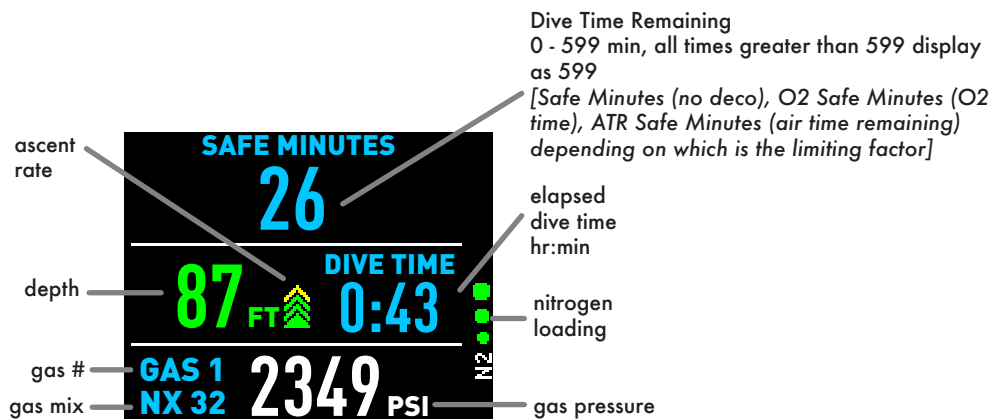 Dive Time Remaining
0 - 599 min, all times greater than 599 display
as 599
[Safe Minutes (no deco), O2 Safe Minutes (O2
time), ATR Safe Minutes (air time remaining)
depending on which is the limiting factor]
ascent
rate
SAFE MINUTES
26
elapsed
dive time
hr:min
depth
87 FT
DIVE TIME
0:43
nitrogen
loading
N2
gas #
GAS 1
gas mix
NX 32
2349 PSI
gas pressure